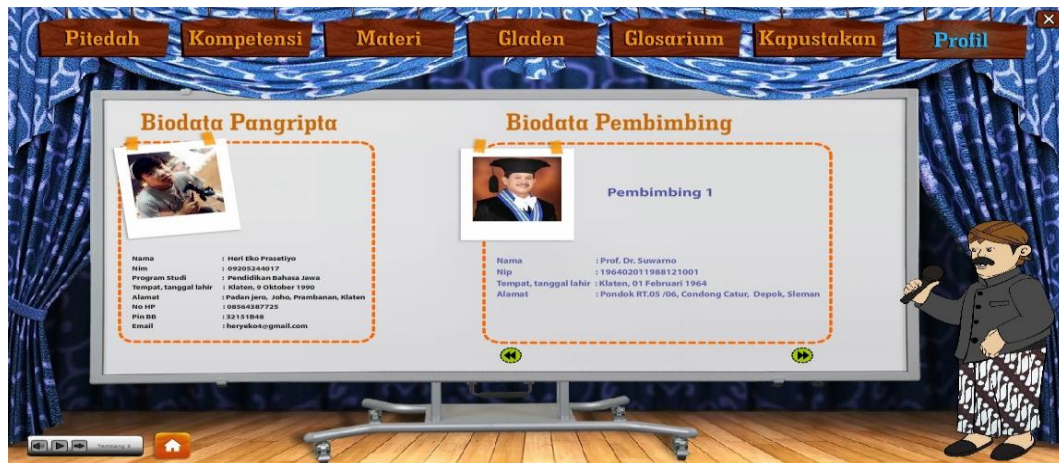 Pitedah Kompetensi Materi Gladen Glosarium Kapustakan Profil
Biodata Pangripta
Nama : Heri Eko Prasetiyo
Nim : 09205244017
Program Studi : Pendidikan Bahasa Jawa
Tempat, tanggal lahir : Klaten, 9 Oktober 1990
Alamat : Padan jero, Joho, Prambanan, Klaten
No HP : 08564387725
Pin BB : 32151B48
Email : heryeko4@gmail.com
Biodata Pembimbing
Pembimbing 1
Nama : Prof. Dr. Suwarno
Nip : 196402011988121001
Tempat, tanggal lahir : Klaten, 01 Februari 1964
Alamat : Pondok RT.05 /06, Condong Catur, Depok, Sleman
Tembang 3